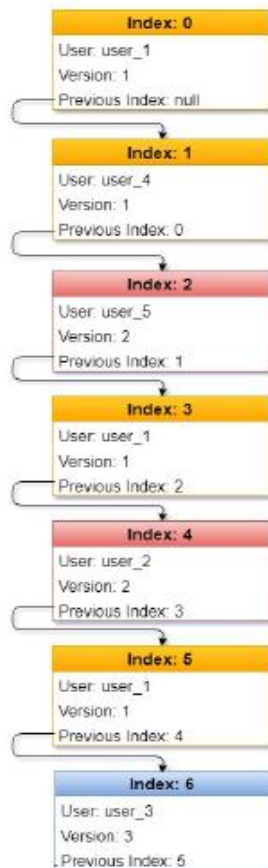 Index: 0
User: user_1
Version: 1
Previous Index: null
Index: 1
User: user_4
Version: 1
Previous Index: 0
Index: 2
User: user_5
Version: 2
Previous Index: 1
Index: 3
User: user_1
Version: 1
Previous Index: 2
Index: 4
User: user_2
Version: 2
Previous Index: 3
Index: 5
User: user_1
Version: 1
Previous Index: 4
Index: 6
User: user_3
Version: 3
Previous Index: 5